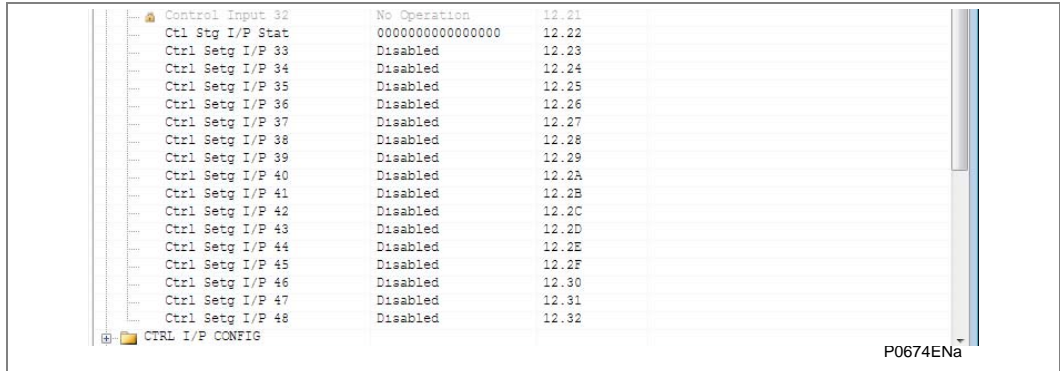 Control Input 32 No Operation 12.21
Ctl Stg I/P Stat 0000000000000000 12.22
Ctrl Setg I/P 33 Disabled 12.23
Ctrl Setg I/P 34 Disabled 12.24
Ctrl Setg I/P 35 Disabled 12.25
Ctrl Setg I/P 36 Disabled 12.26
Ctrl Setg I/P 37 Disabled 12.27
Ctrl Setg I/P 38 Disabled 12.28
Ctrl Setg I/P 39 Disabled 12.29
Ctrl Setg I/P 40 Disabled 12.2A
Ctrl Setg I/P 41 Disabled 12.2B
Ctrl Setg I/P 42 Disabled 12.2C
Ctrl Setg I/P 43 Disabled 12.2D
Ctrl Setg I/P 44 Disabled 12.2E
Ctrl Setg I/P 45 Disabled 12.2F
Ctrl Setg I/P 46 Disabled 12.30
Ctrl Setg I/P 47 Disabled 12.31
Ctrl Setg I/P 48 Disabled 12.32
CTRL I/P CONFIG
P0674ENa